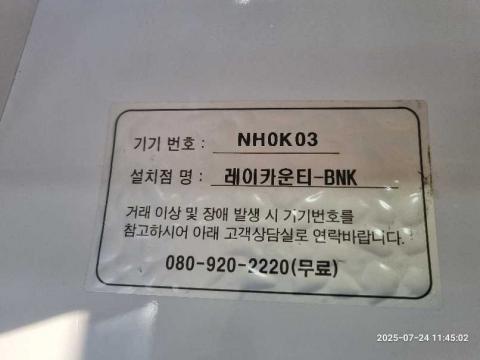 기기 번호 : NH0K03
설치점 명 : 레이카운티-BNK
거래 이상 및 장애 발생 시 기기번호를
참고하시어 아래 고객상담실로 연락바랍니다.
080-920-2220(무료)
2025-07-24 11:45:02